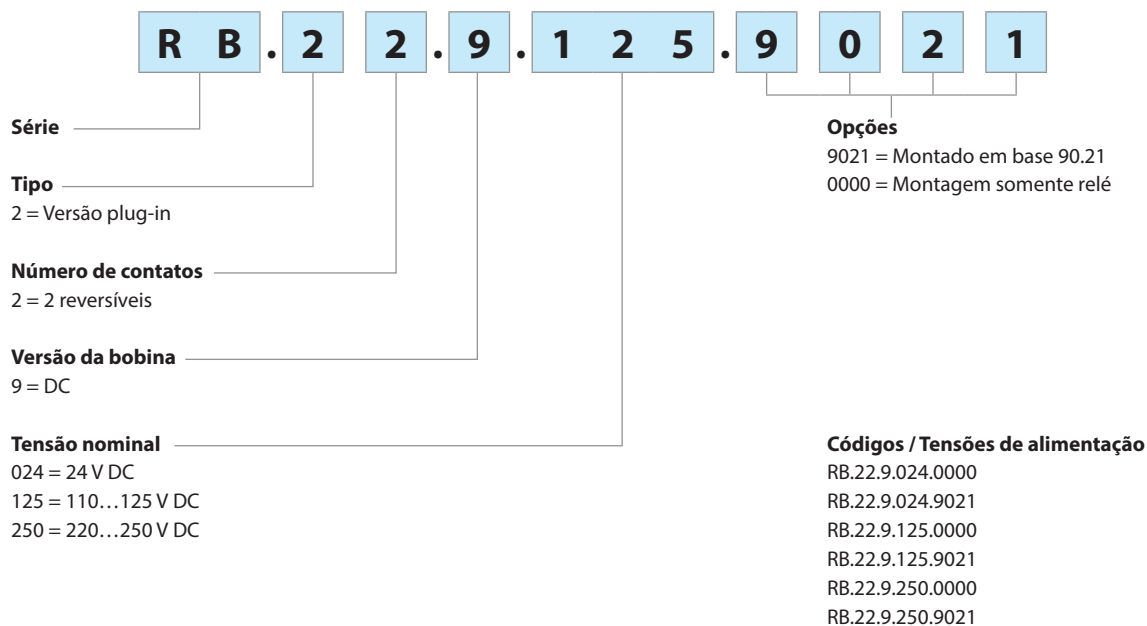 R B . 2 2 . 9 . 1 2 5 . 9 0 2 1
Série
Tipo
2 = Versão plug-in
Número de contatos
2 = 2 reversíveis
Versão da bobina
9 = DC
Tensão nominal
024 = 24 V DC
125 = 110…125 V DC
250 = 220…250 V DC
Opções
9021 = Montado em base 90.21
0000 = Montagem somente relé
Códigos / Tensões de alimentação
RB.22.9.024.0000
RB.22.9.024.9021
RB.22.9.125.0000
RB.22.9.125.9021
RB.22.9.250.0000
RB.22.9.250.9021